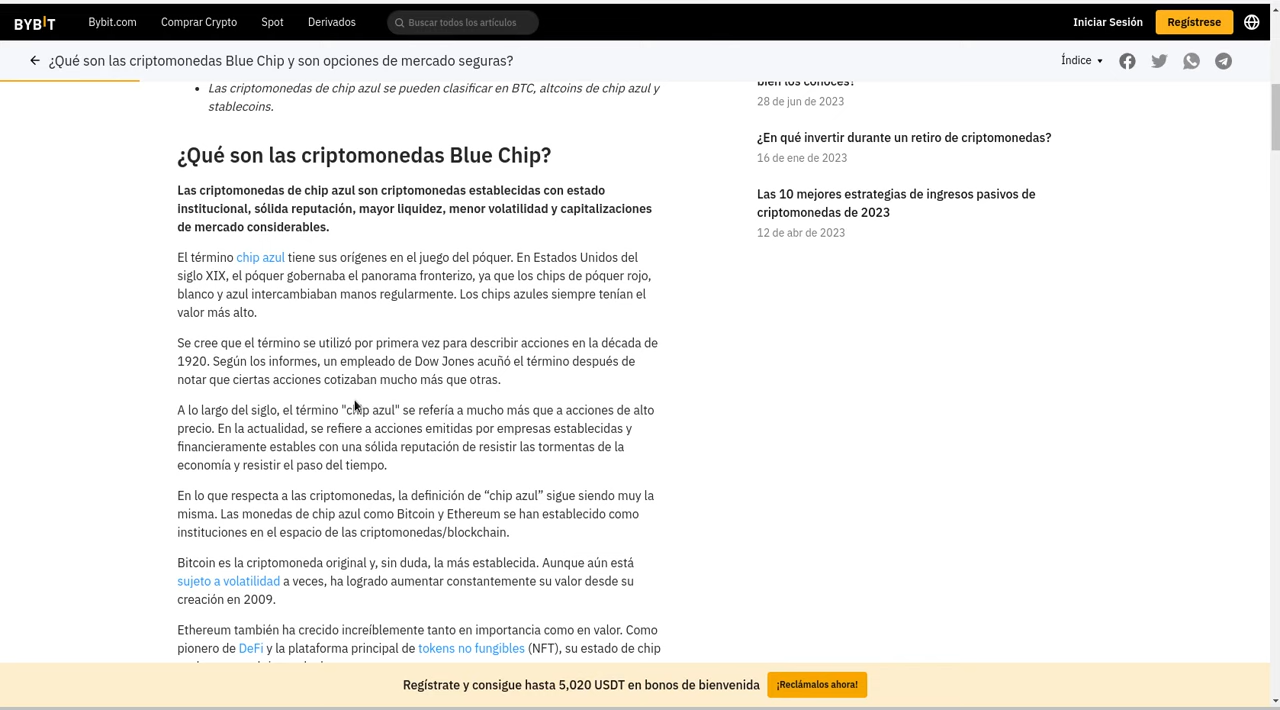 BYBIT
Bybit.com
Comprar Crypto
Spot
Derivados
Buscar todos los artículos
Iniciar Sesión
Regístrese
¿Qué son las criptomonedas Blue Chip y son opciones de mercado seguras?
Índice
Las criptomonedas de chip azul se pueden clasificar en BTC, altcoins de chip azul y
stablecoins.
¿Qué son las criptomonedas Blue Chip?
Las criptomonedas de chip azul son criptomonedas establecidas con estado
institucional, sólida reputación, mayor liquidez, menor volatilidad y capitalizaciones
de mercado considerables.
El término chip azul tiene sus orígenes en el juego del póquer. En Estados Unidos del
siglo XIX, el póquer gobernaba el panorama fronterizo, ya que los chips de póquer rojo,
blanco y azul intercambiaban manos regularmente. Los chips azules siempre tenían el
valor más alto.
Se cree que el término se utilizó por primera vez para describir acciones en la década de
1920. Según los informes, un empleado de Dow Jones acuñó el término después de
notar que ciertas acciones cotizaban mucho más que otras.
A lo largo del siglo, el término "chip azul" se refería a mucho más que a acciones de alto
precio. En la actualidad, se refiere a acciones emitidas por empresas establecidas y
financieramente estables con una sólida reputación de resistir las tormentas de la
economía y resistir el paso del tiempo.
En lo que respecta a las criptomonedas, la definición de “chip azul” sigue siendo muy la
misma. Las monedas de chip azul como Bitcoin y Ethereum se han establecido como
instituciones en el espacio de las criptomonedas/blockchain.
Bitcoin es la criptomoneda original y, sin duda, la más establecida. Aunque aún está
sujeto a volatilidad a veces, ha logrado aumentar constantemente su valor desde su
creación en 2009.
Ethereum también ha crecido increíblemente tanto en importancia como en valor. Como
pionero de DeFi y la plataforma principal de tokens no fungibles (NFT), su estado de chip
bien los conoces?
28 de jun de 2023
¿En qué invertir durante un retiro de criptomonedas?
16 de ene de 2023
Las 10 mejores estrategias de ingresos pasivos de
criptomonedas de 2023
12 de abr de 2023
Regístrate y consigue hasta 5,020 USDT en bonos de bienvenida
¡Reclámalos ahora!